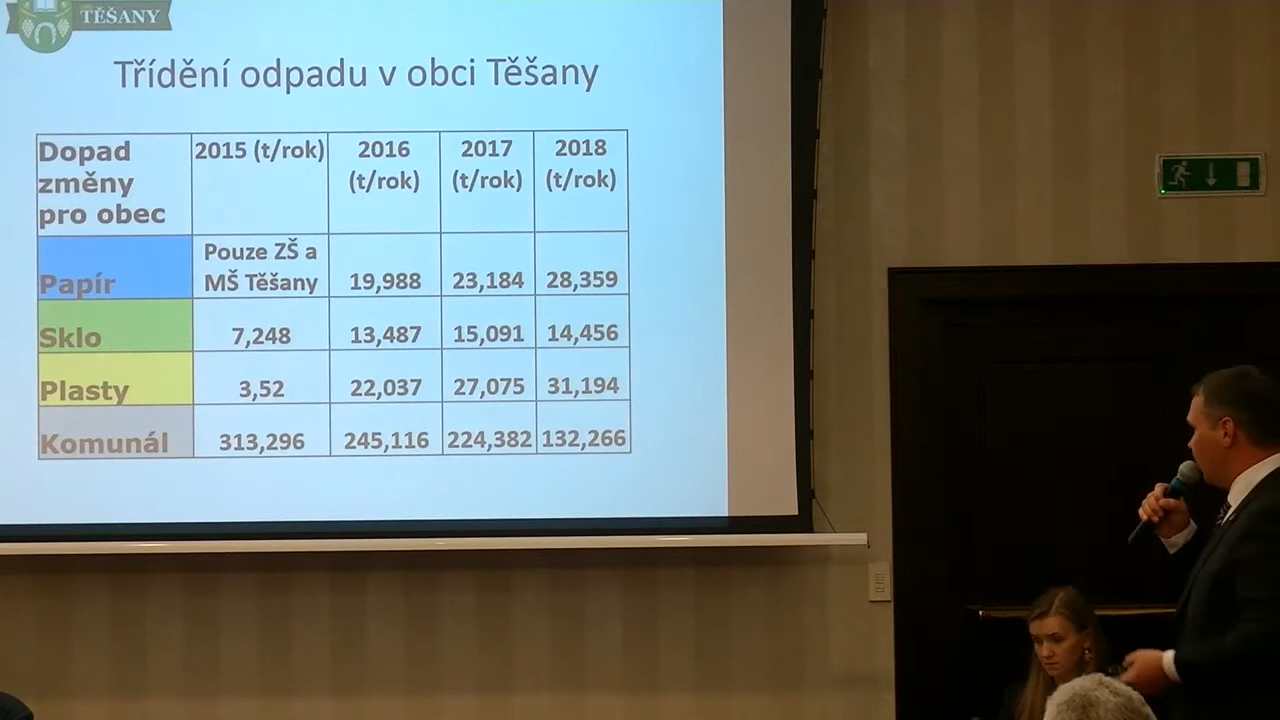 TĚŠANY
Třídění odpadu v obci Těšany
Dopad změny pro obec 2015 (t/rok) 2016 (t/rok) 2017 (t/rok) 2018 (t/rok)
Papír Pouze ZŠ a MŠ Těšany 19,988 23,184 28,359
Sklo 7,248 13,487 15,091 14,456
Plasty 3,52 22,037 27,075 31,194
Komunál 313,296 245,116 224,382 132,266